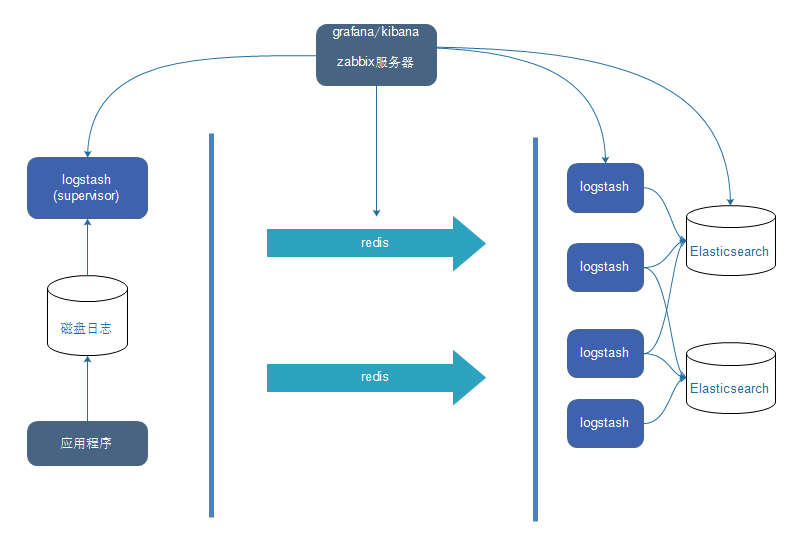 grafana/kibana
zabbix服务器
logstash
(supervisor)
磁盘日志
应用程序
redis
redis
logstash
logstash
logstash
logstash
Elasticsearch
Elasticsearch